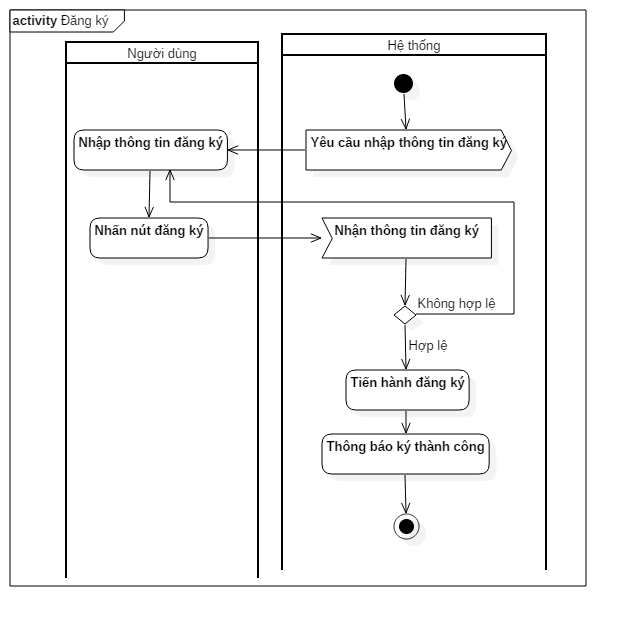 activity Đăng ký
Người dùng
Hệ thống
Nhập thông tin đăng ký
Yêu cầu nhập thông tin đăng ký
Nhấn nút đăng ký
Nhận thông tin đăng ký
Không hợp lệ
Hợp lệ
Tiến hành đăng ký
Thông báo ký thành công